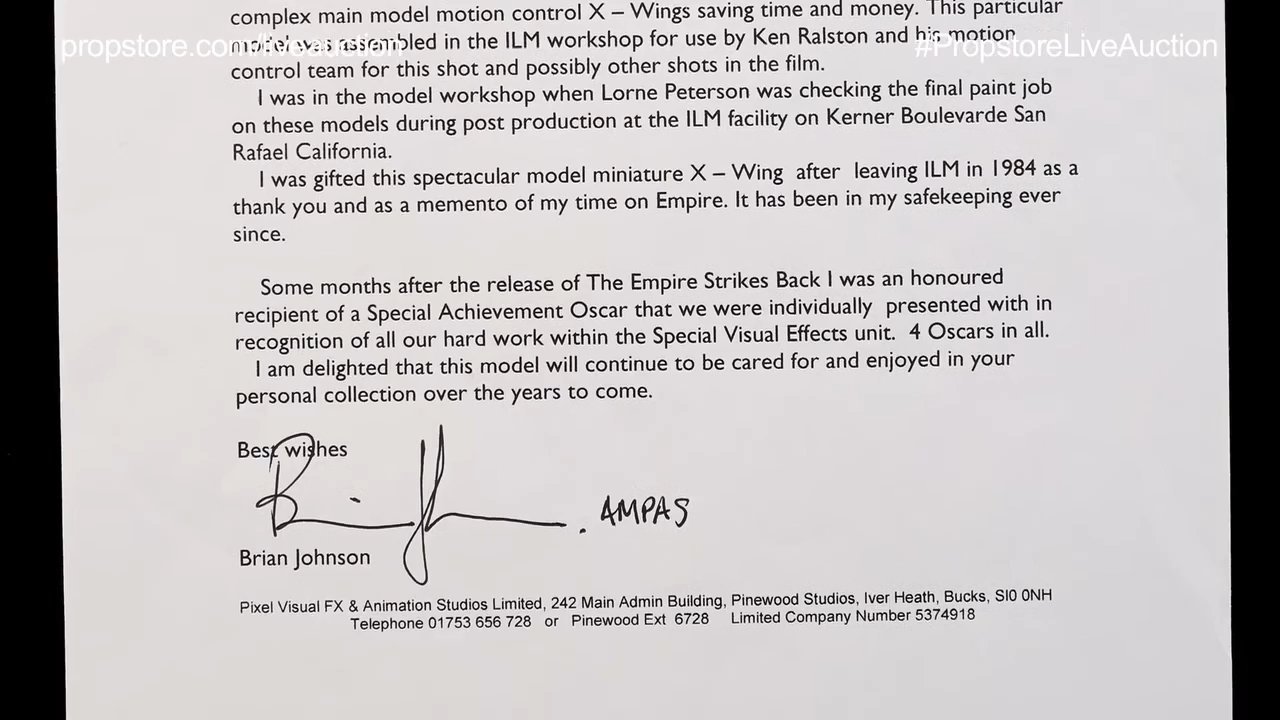 complex main model motion control X – Wings saving time and money. This particular
propstore.com/liveauction
#PropstoreLiveAuction
model was assembled in the ILM workshop for use by Ken Ralston and his motion
control team for this shot and possibly other shots in the film.
I was in the model workshop when Lorne Peterson was checking the final paint job
on these models during post production at the ILM facility on Kerner Boulevarde San
Rafael California.
I was gifted this spectacular model miniature X – Wing after leaving ILM in 1984 as a
thank you and as a memento of my time on Empire. It has been in my safekeeping ever
since.
Some months after the release of The Empire Strikes Back I was an honoured
recipient of a Special Achievement Oscar that we were individually presented with in
recognition of all our hard work within the Special Visual Effects unit. 4 Oscars in all.
I am delighted that this model will continue to be cared for and enjoyed in your
personal collection over the years to come.
Best wishes
. AMPAS
Brian Johnson
Pixel Visual FX & Animation Studios Limited, 242 Main Admin Building, Pinewood Studios, Iver Heath, Bucks, Sl0 0NH
Telephone 01753 656 728 or Pinewood Ext 6728 Limited Company Number 5374918